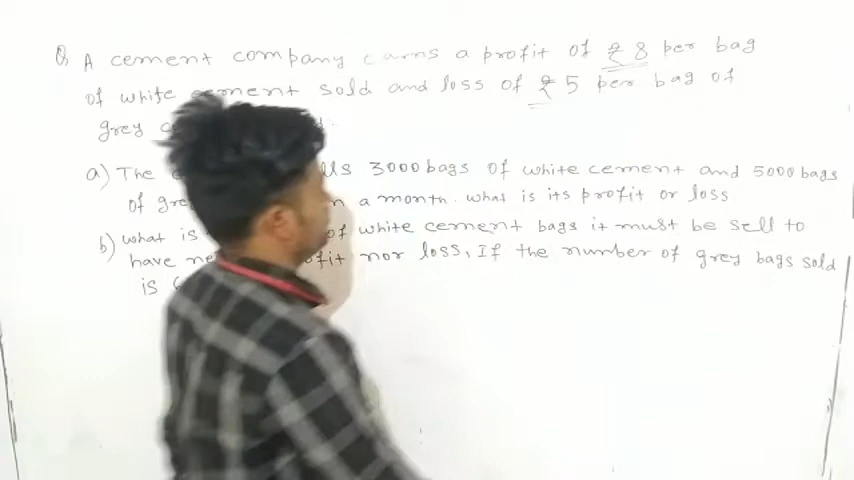 Q A cement company earns a profit of ₹ 8 per bag
of white cement sold and loss of ₹ 5 per bag of
grey
a) The 3000 bags of white cement and 5000 bags
of a month. what is its profit or loss
b) what is of white cement bags it must be sell to
have nor loss, If the number of grey bags sold
is